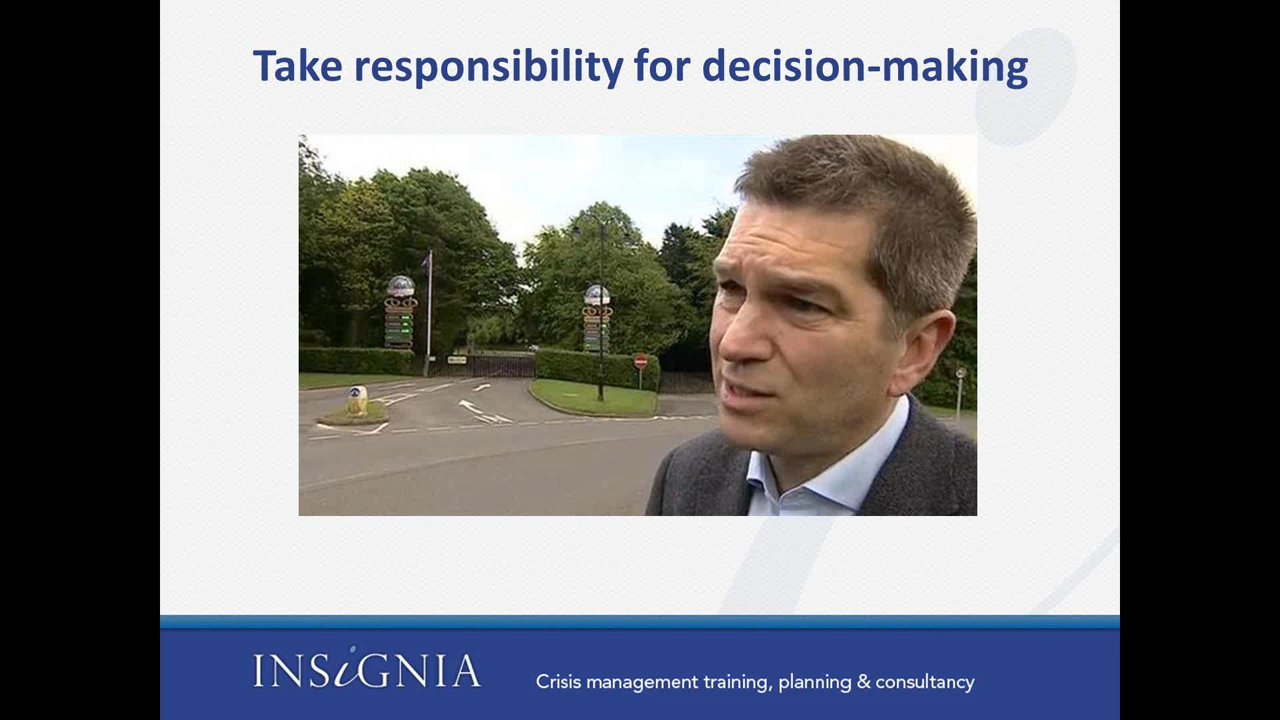 Take responsibility for decision-making
INSiGNIA
Crisis management training, planning & consultancy